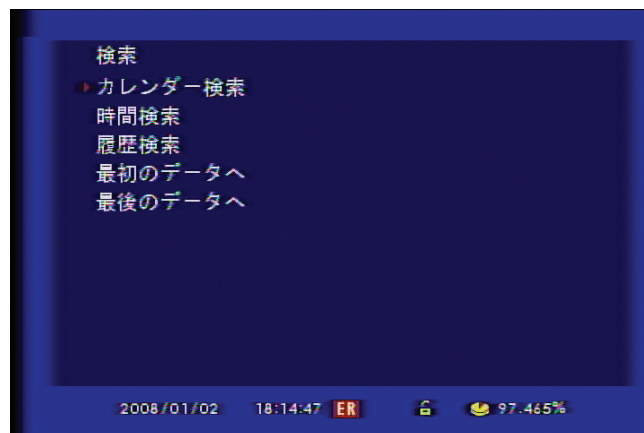 検索
カレンダー検索
時間検索
履歴検索
最初のデータへ
最後のデータへ
2008/01/02 18:14:47 ER 97.465%